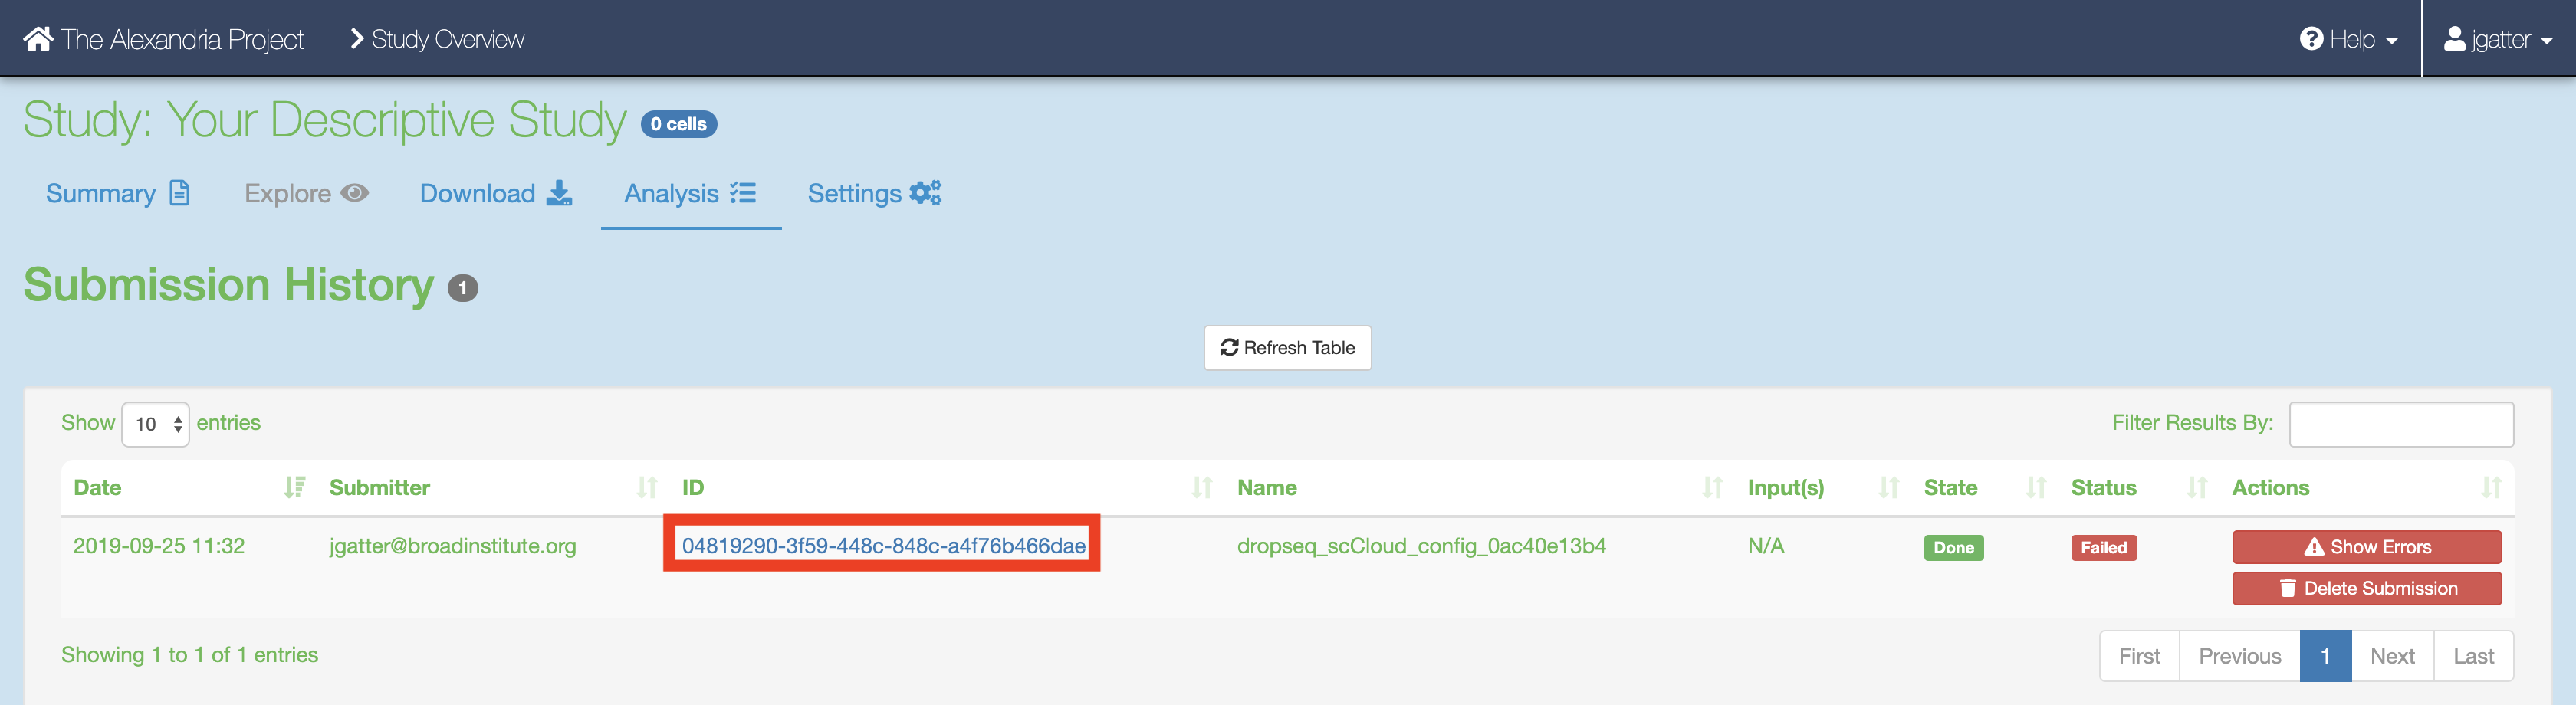 The Alexandria Project Study Overview Help jgatter
Study: Your Descriptive Study 0 cells
Summary Explore Download Analysis Settings
Submission History 1
Refresh Table
Show 10 entries Filter Results By:
Date Submitter ID Name Input(s) State Status Actions
2019-09-25 11:32 jgatter@broadinstitute.org 04819290-3f59-448c-848c-a4f76b466dae dropseq_scCloud_config_0ac40e13b4 N/A Done Failed Show Errors
Delete Submission
Showing 1 to 1 of 1 entries First Previous 1 Next Last